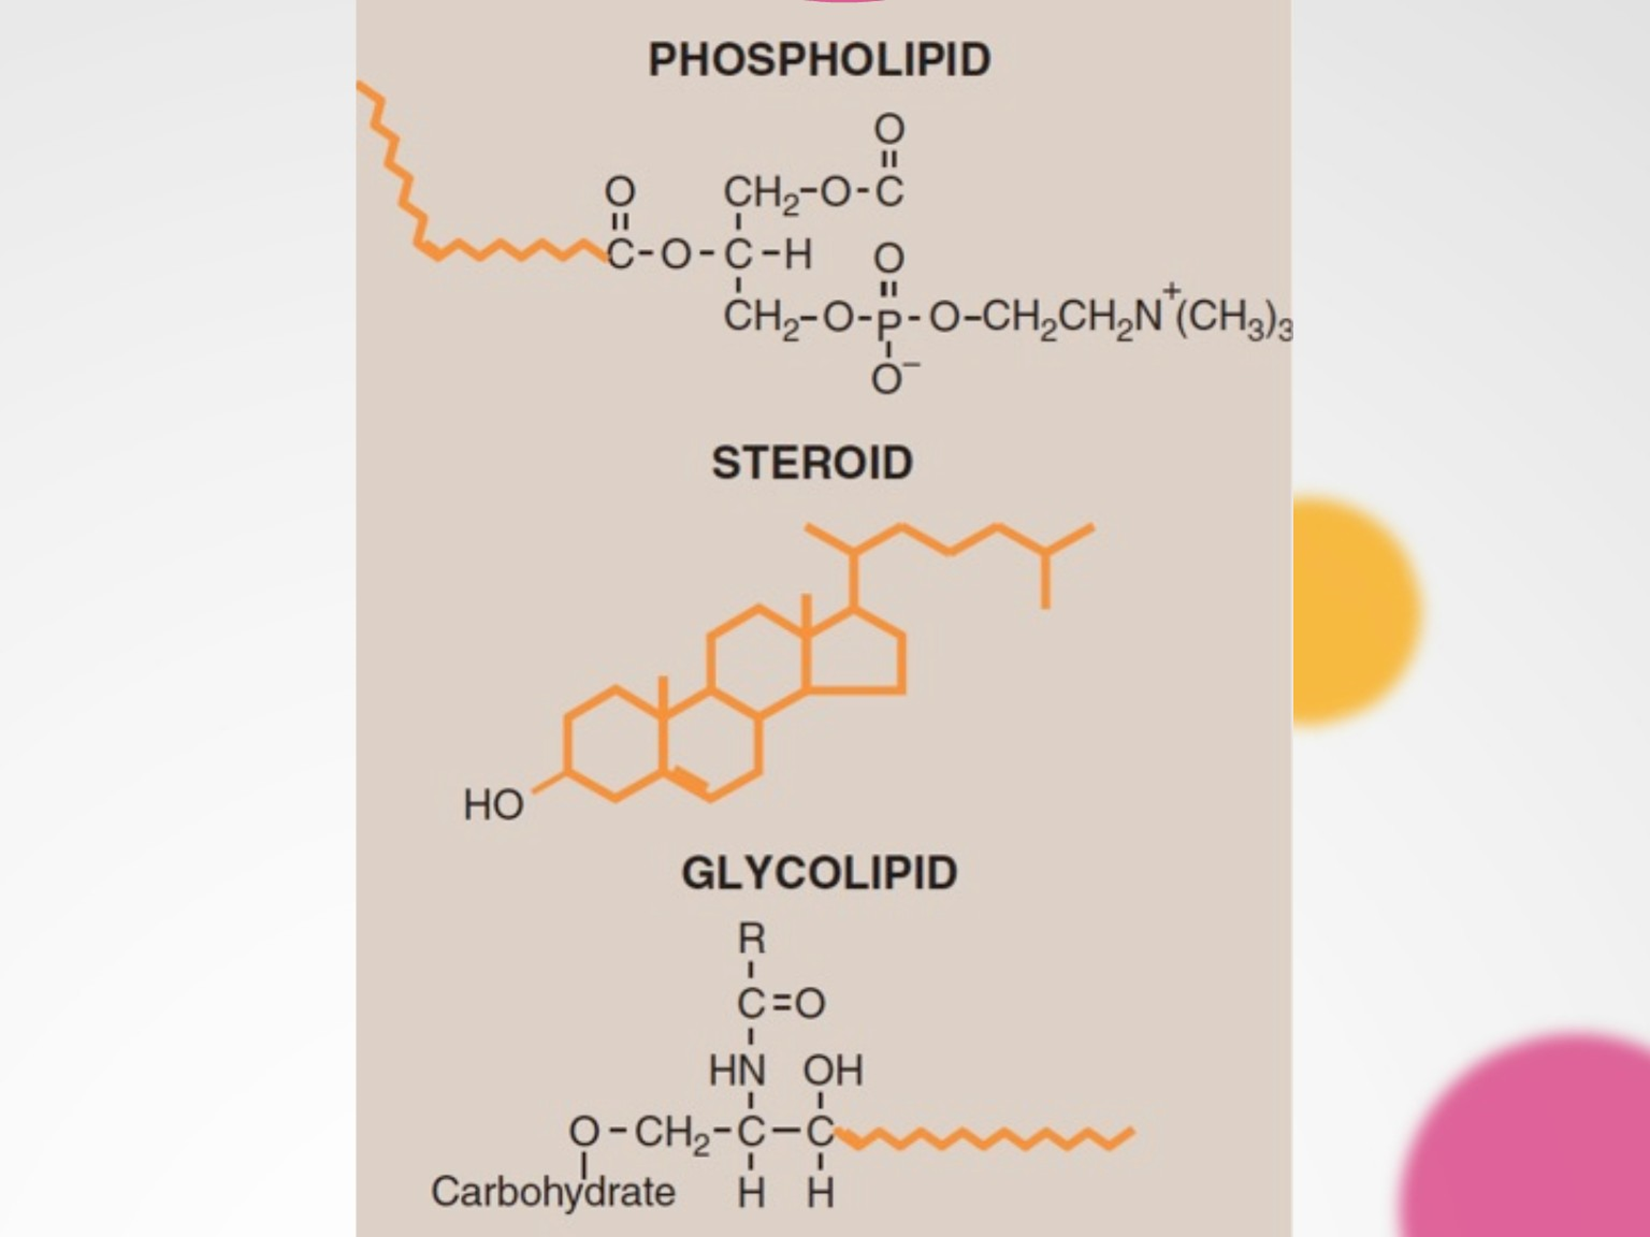 PHOSPHOLIPID
O
O CH₂-O-C
C-O-C-H O
CH₂-O-P-O-CH₂CH₂N⁺(CH₃)₃
O⁻
STEROID
HO
GLYCOLIPID
R
C=O
HN OH
O-CH₂-C-C
Carbohydrate H H